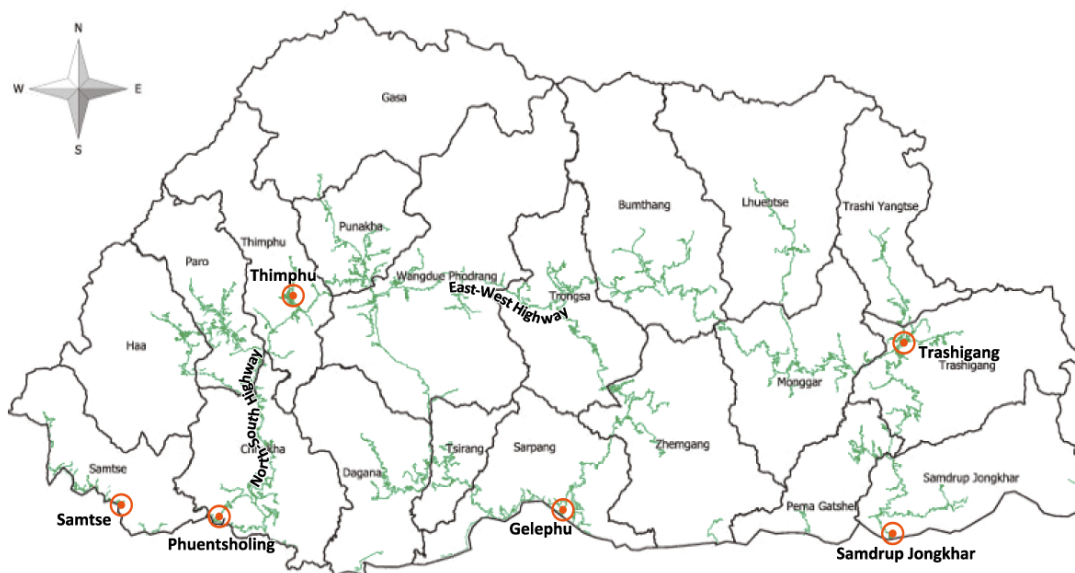 N
W
E
S
Gasa
Bumthang
Lhuentse
Trashi Yangtse
Punakha
Thimphu
Paro
Thimphu
Wangdue Phodrang
East-West Highway
Trongsa
Haa
Trashigang
Trashigang
Monggar
North-South Highway
Tsirang
Sarpang
Zhemgang
Dagana
Samtse
Samdrup Jongkhar
Pema Gatshel
Samtse
Phuentsholing
Gelephu
Samdrup Jongkhar